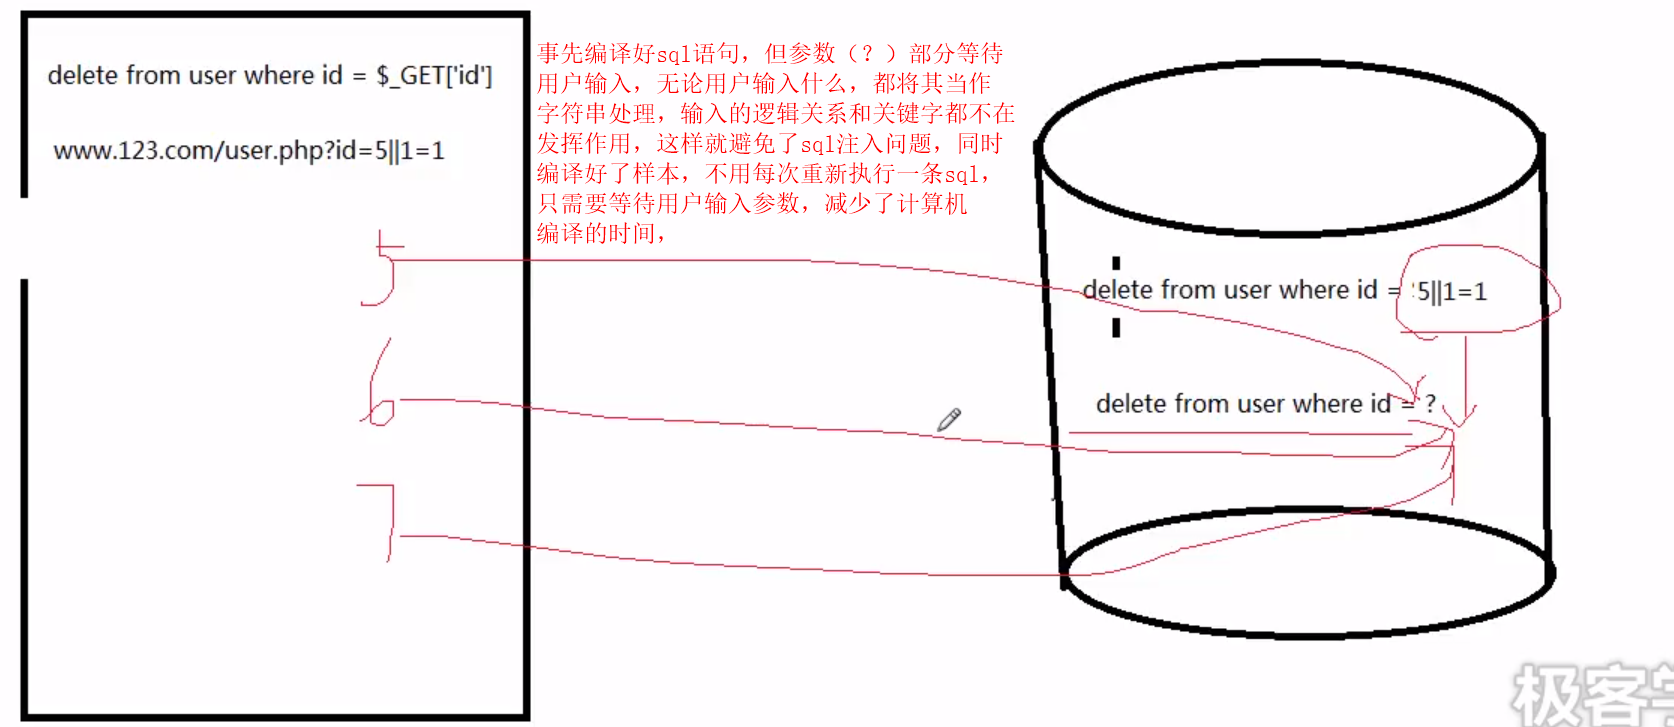 delete from user where id = $_GET['id']
www.123.com/user.php?id=5||1=1
事先编译好sql语句，但参数（？）部分等待
用户输入，无论用户输入什么，都将其当作
字符串处理，输入的逻辑关系和关键字都不在
发挥作用，这样就避免了sql注入问题，同时
编译好了样本，不用每次重新执行一条sql，
只需要等待用户输入参数，减少了计算机
编译的时间，
5
6
7
delete from user where id = '5||1=1
delete from user where id = ?
极客学